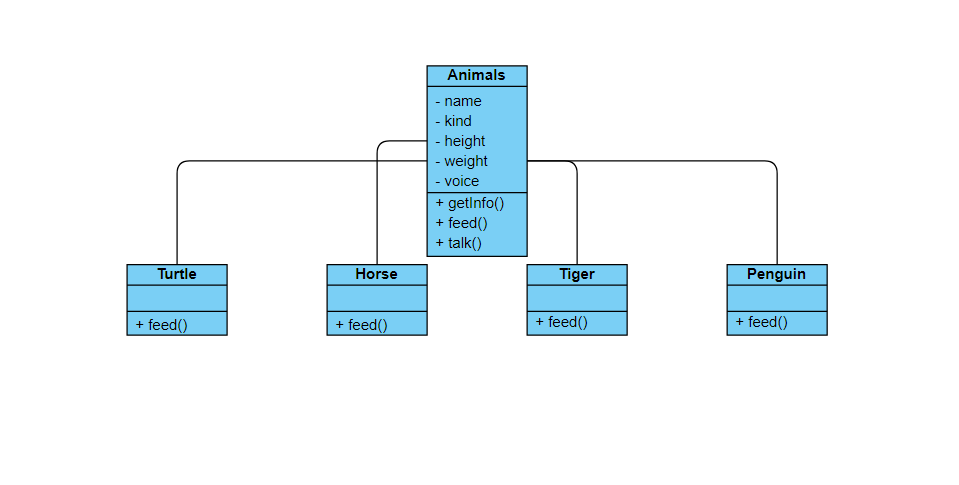 Animals
- name
- kind
- height
- weight
- voice
+ getInfo()
+ feed()
+ talk()
Turtle
+ feed()
Horse
+ feed()
Tiger
+ feed()
Penguin
+ feed()